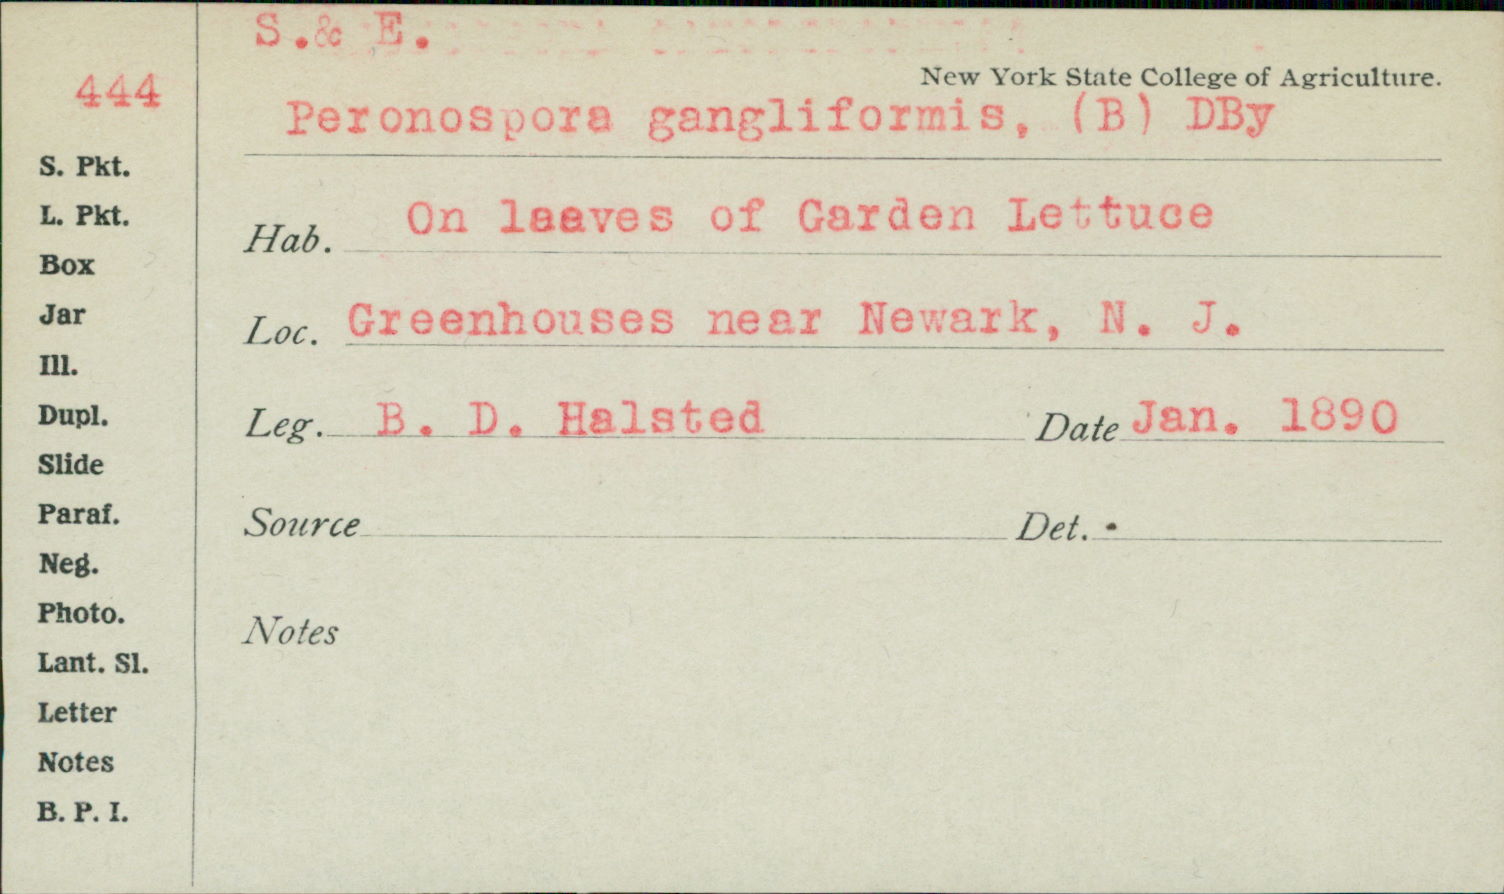 S.& E.
444
New York State College of Agriculture.
Peronospora gangliformis, (B) DBy
S. Pkt.
L. Pkt.
Hab. On leaves of Garden Lettuce
Box
Jar
Loc. Greenhouses near Newark, N. J.
Ill.
Dupl.
Leg. B. D. Halsted Date Jan. 1890
Slide
Paraf.
Source Det.
Neg.
Photo.
Notes
Lant. Sl.
Letter
Notes
B. P. I.